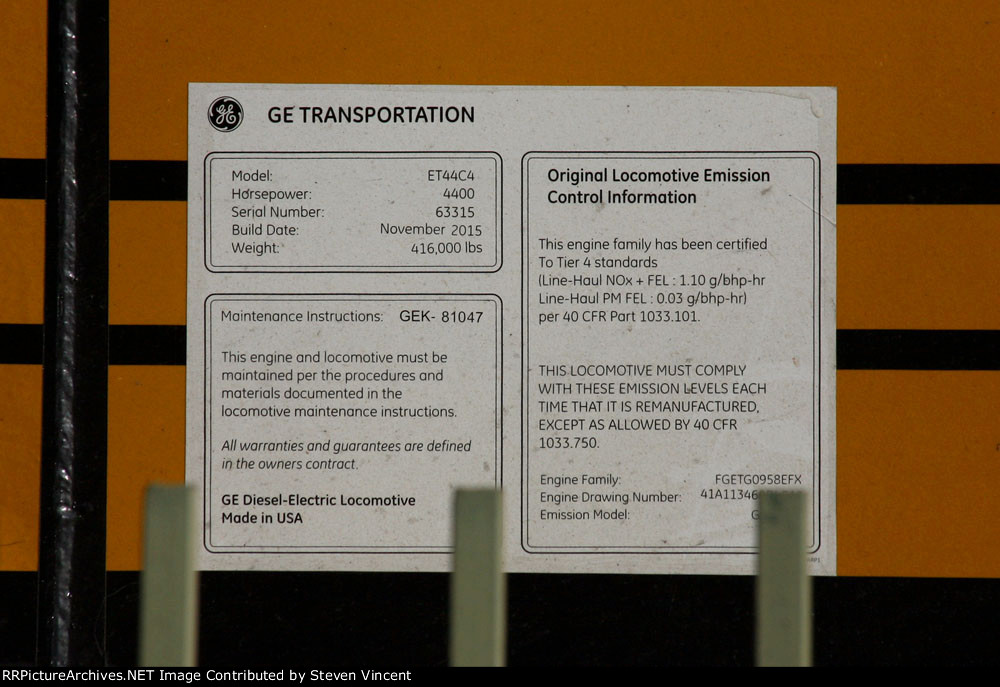 GE GE TRANSPORTATION
Model: ET44C4
Horsepower: 4400
Serial Number: 63315
Build Date: November 2015
Weight: 416,000 lbs
Maintenance Instructions: GEK- 81047
This engine and locomotive must be
maintained per the procedures and
materials documented in the
locomotive maintenance instructions.
All warranties and guarantees are defined
in the owners contract.
GE Diesel-Electric Locomotive
Made in USA
Original Locomotive Emission
Control Information
This engine family has been certified
To Tier 4 standards
(Line-Haul NOx + FEL : 1.10 g/bhp-hr
Line-Haul PM FEL : 0.03 g/bhp-hr)
per 40 CFR Part 1033.101.
THIS LOCOMOTIVE MUST COMPLY
WITH THESE EMISSION LEVELS EACH
TIME THAT IT IS REMANUFACTURED,
EXCEPT AS ALLOWED BY 40 CFR
1033.750.
Engine Family: FGETG0958EFX
Engine Drawing Number:
Emission Model:
RRPictureArchives.NET Image Contributed by Steven Vincent